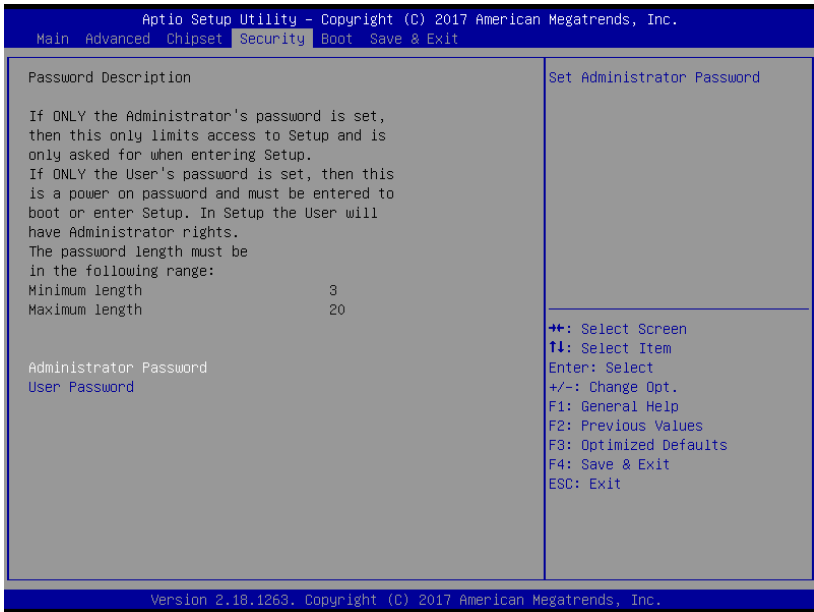 Aptio Setup Utility – Copyright (C) 2017 American Megatrends, Inc.
Main Advanced Chipset Security Boot Save & Exit
Password Description
If ONLY the Administrator's password is set,
then this only limits access to Setup and is
only asked for when entering Setup.
If ONLY the User's password is set, then this
is a power on password and must be entered to
boot or enter Setup. In Setup the User will
have Administrator rights.
The password length must be
in the following range:
Minimum length 3
Maximum length 20
Administrator Password
User Password
Set Administrator Password
→←: Select Screen
↑↓: Select Item
Enter: Select
+/-: Change Opt.
F1: General Help
F2: Previous Values
F3: Optimized Defaults
F4: Save & Exit
ESC: Exit
Version 2.18.1263. Copyright (C) 2017 American Megatrends, Inc.